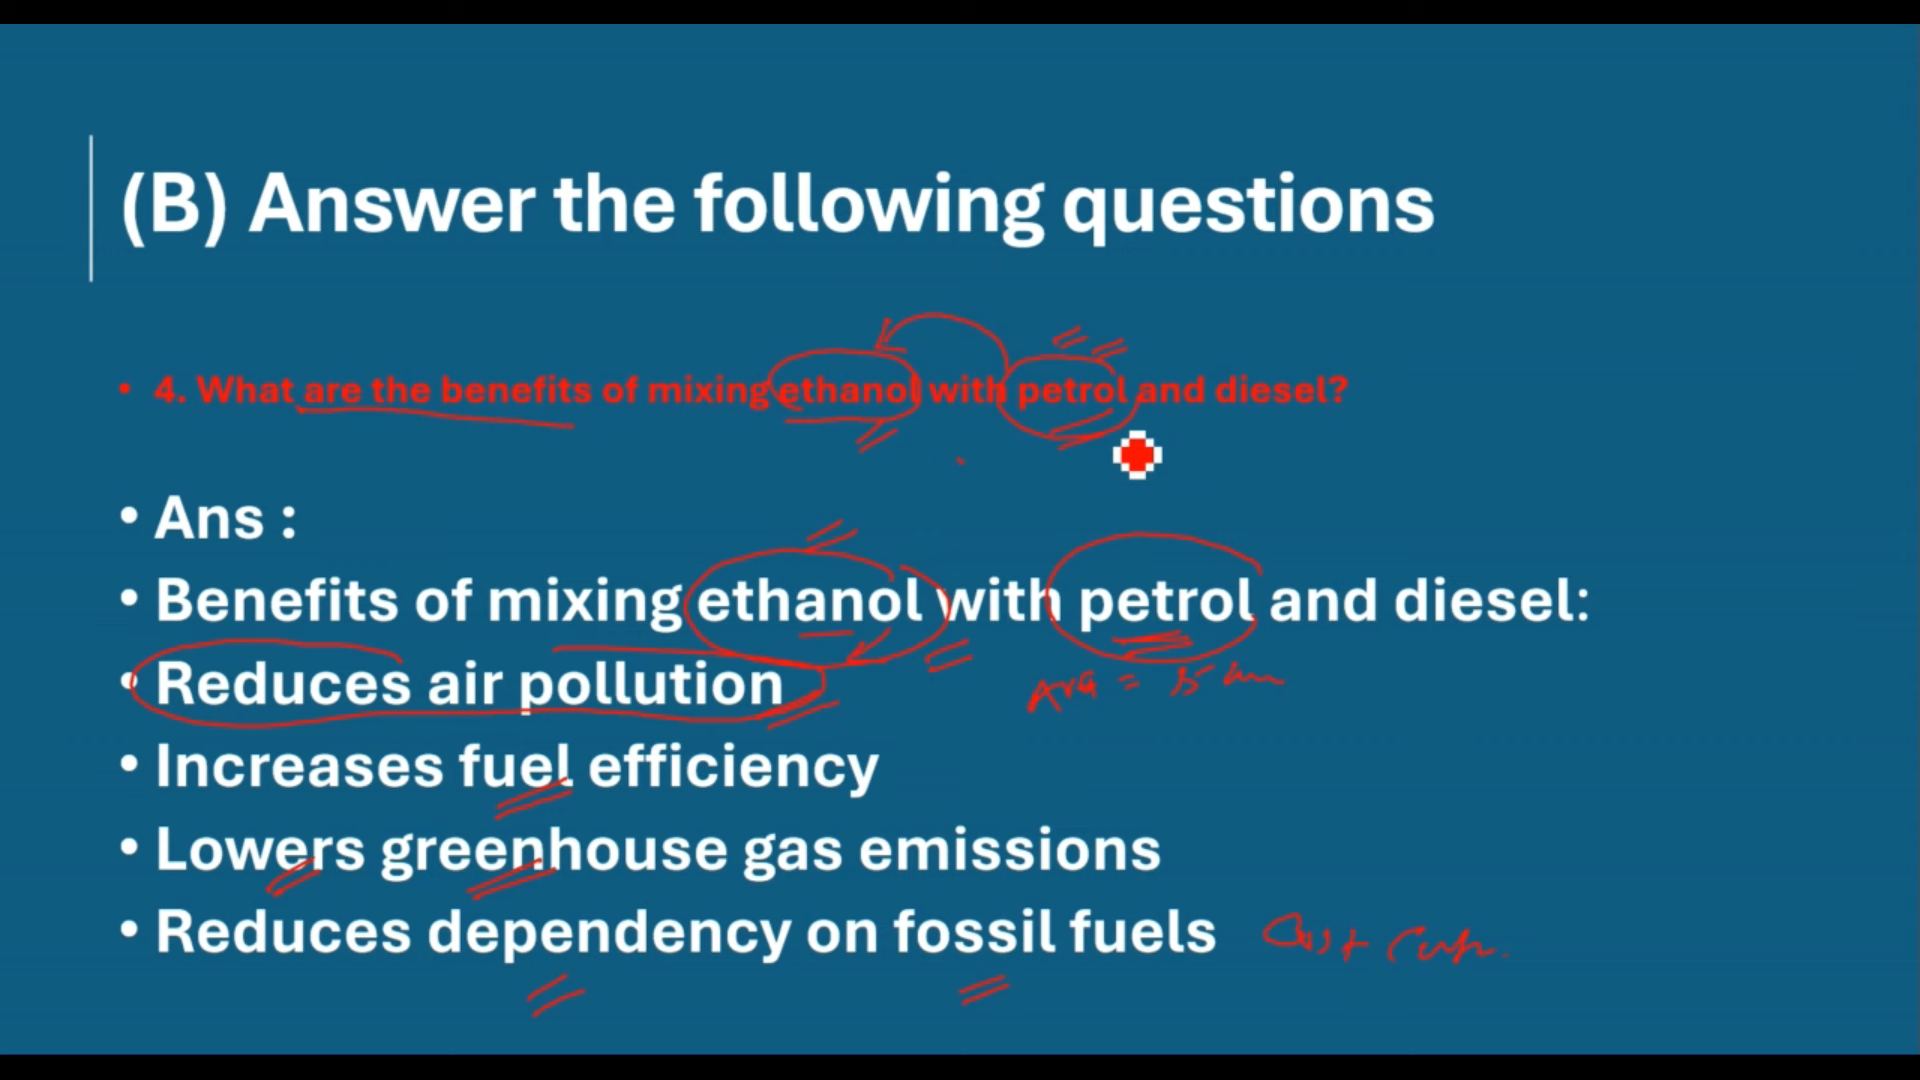 (B) Answer the following questions
• 4. What are the benefits of mixing ethanol with petrol and diesel?
• Ans :
• Benefits of mixing ethanol with petrol and diesel:
• Reduces air pollution
• Increases fuel efficiency
• Lowers greenhouse gas emissions
• Reduces dependency on fossil fuels